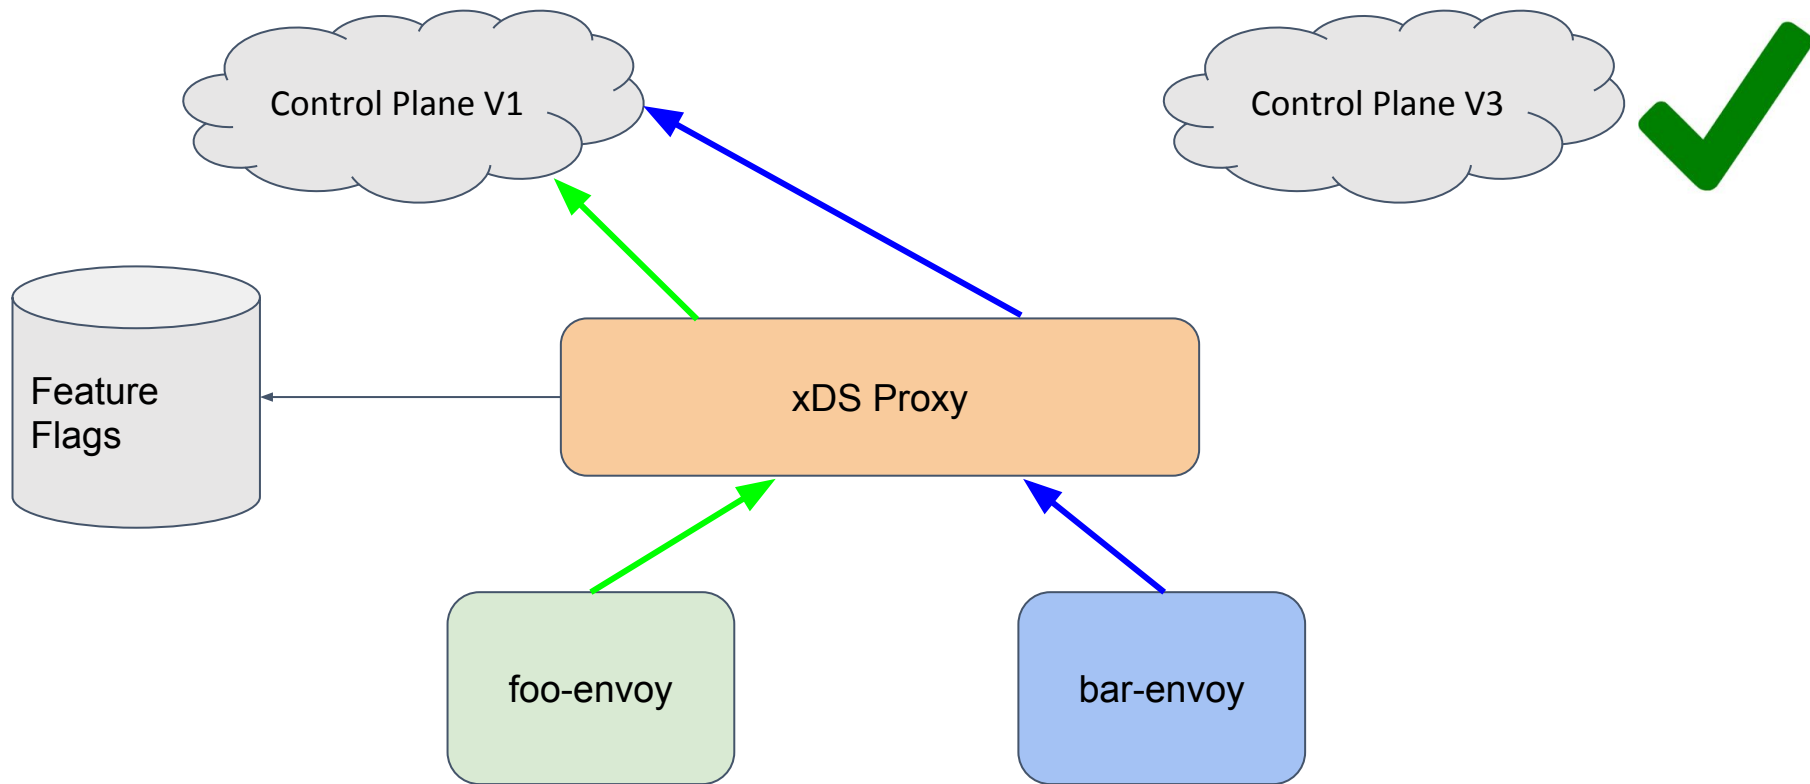 Control Plane V1
Control Plane V3
Feature
Flags
xDS Proxy
foo-envoy
bar-envoy